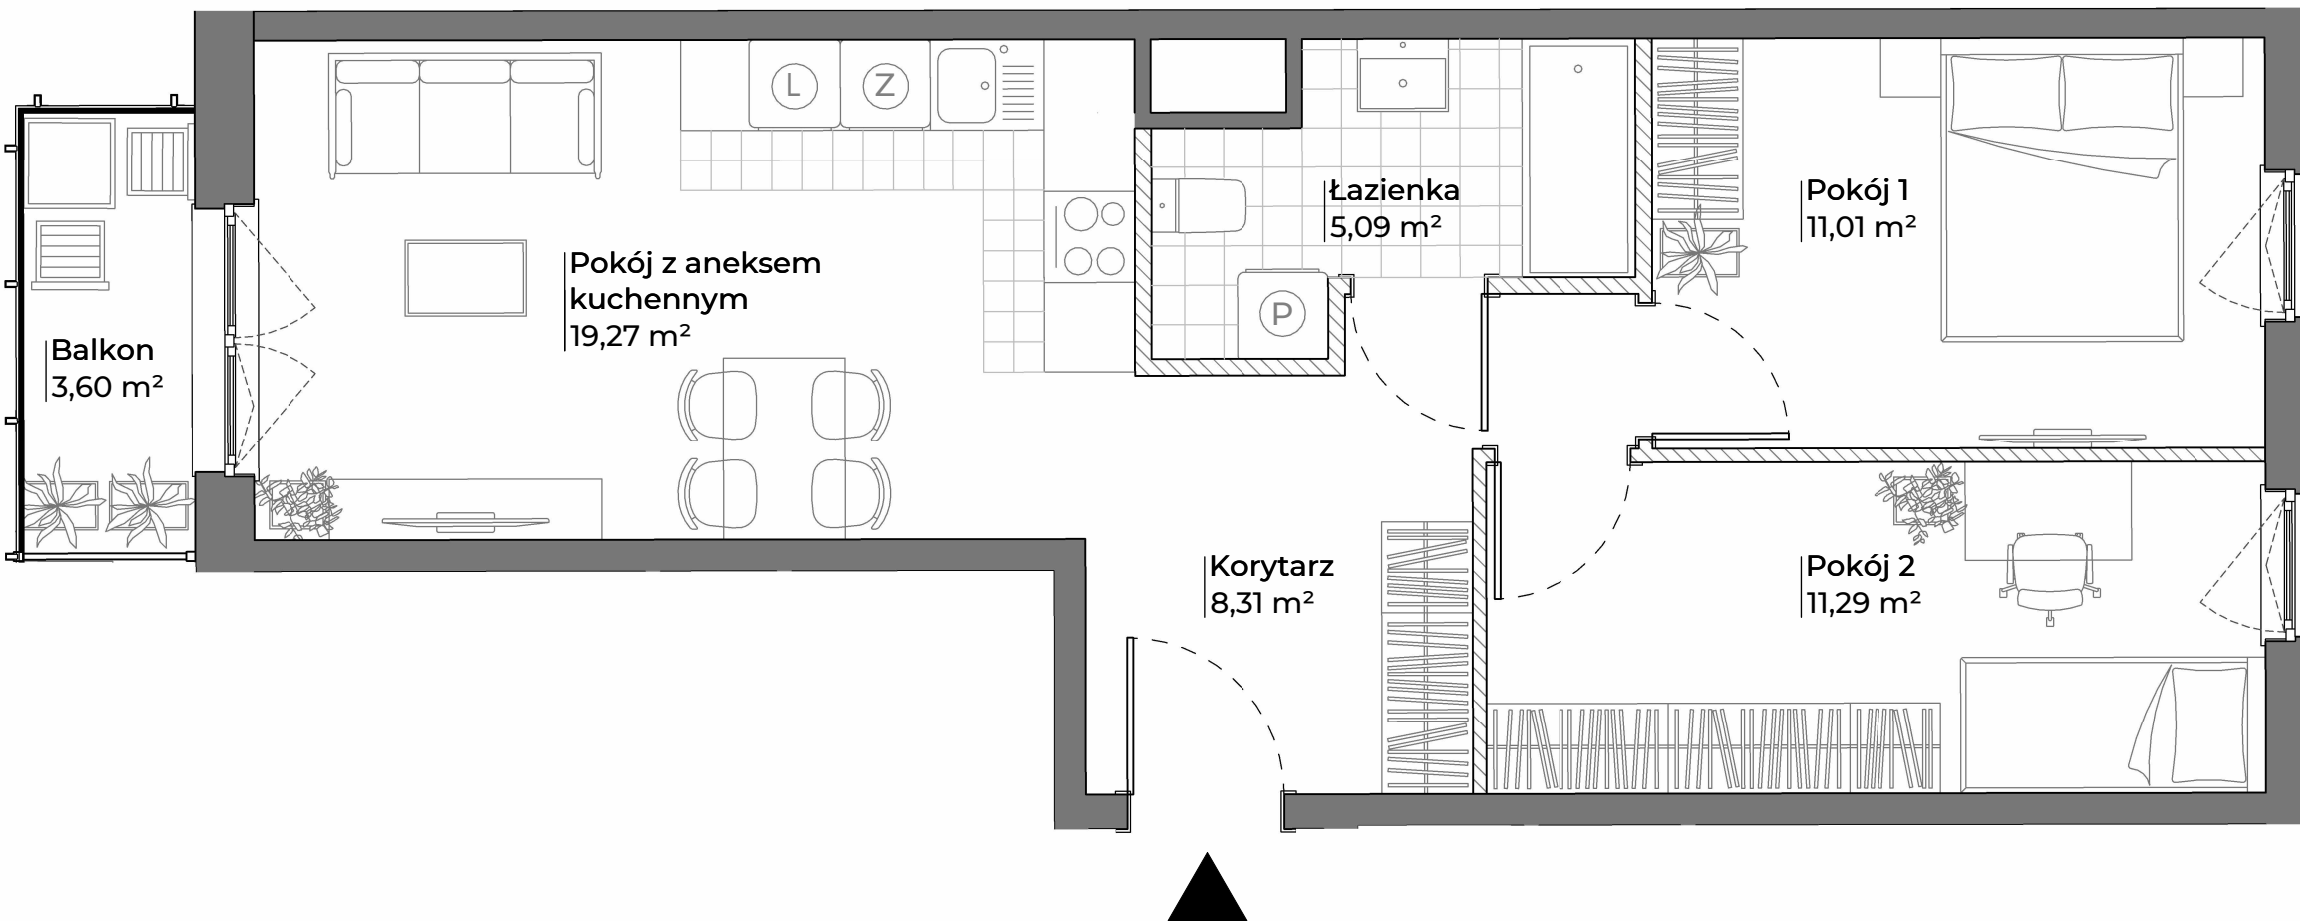 L
Z
Pokój z aneksem
kuchennym
19,27 m²
Łazienka
5,09 m²
Pokój 1
11,01 m²
P
Balkon
3,60 m²
Korytarz
8,31 m²
Pokój 2
11,29 m²